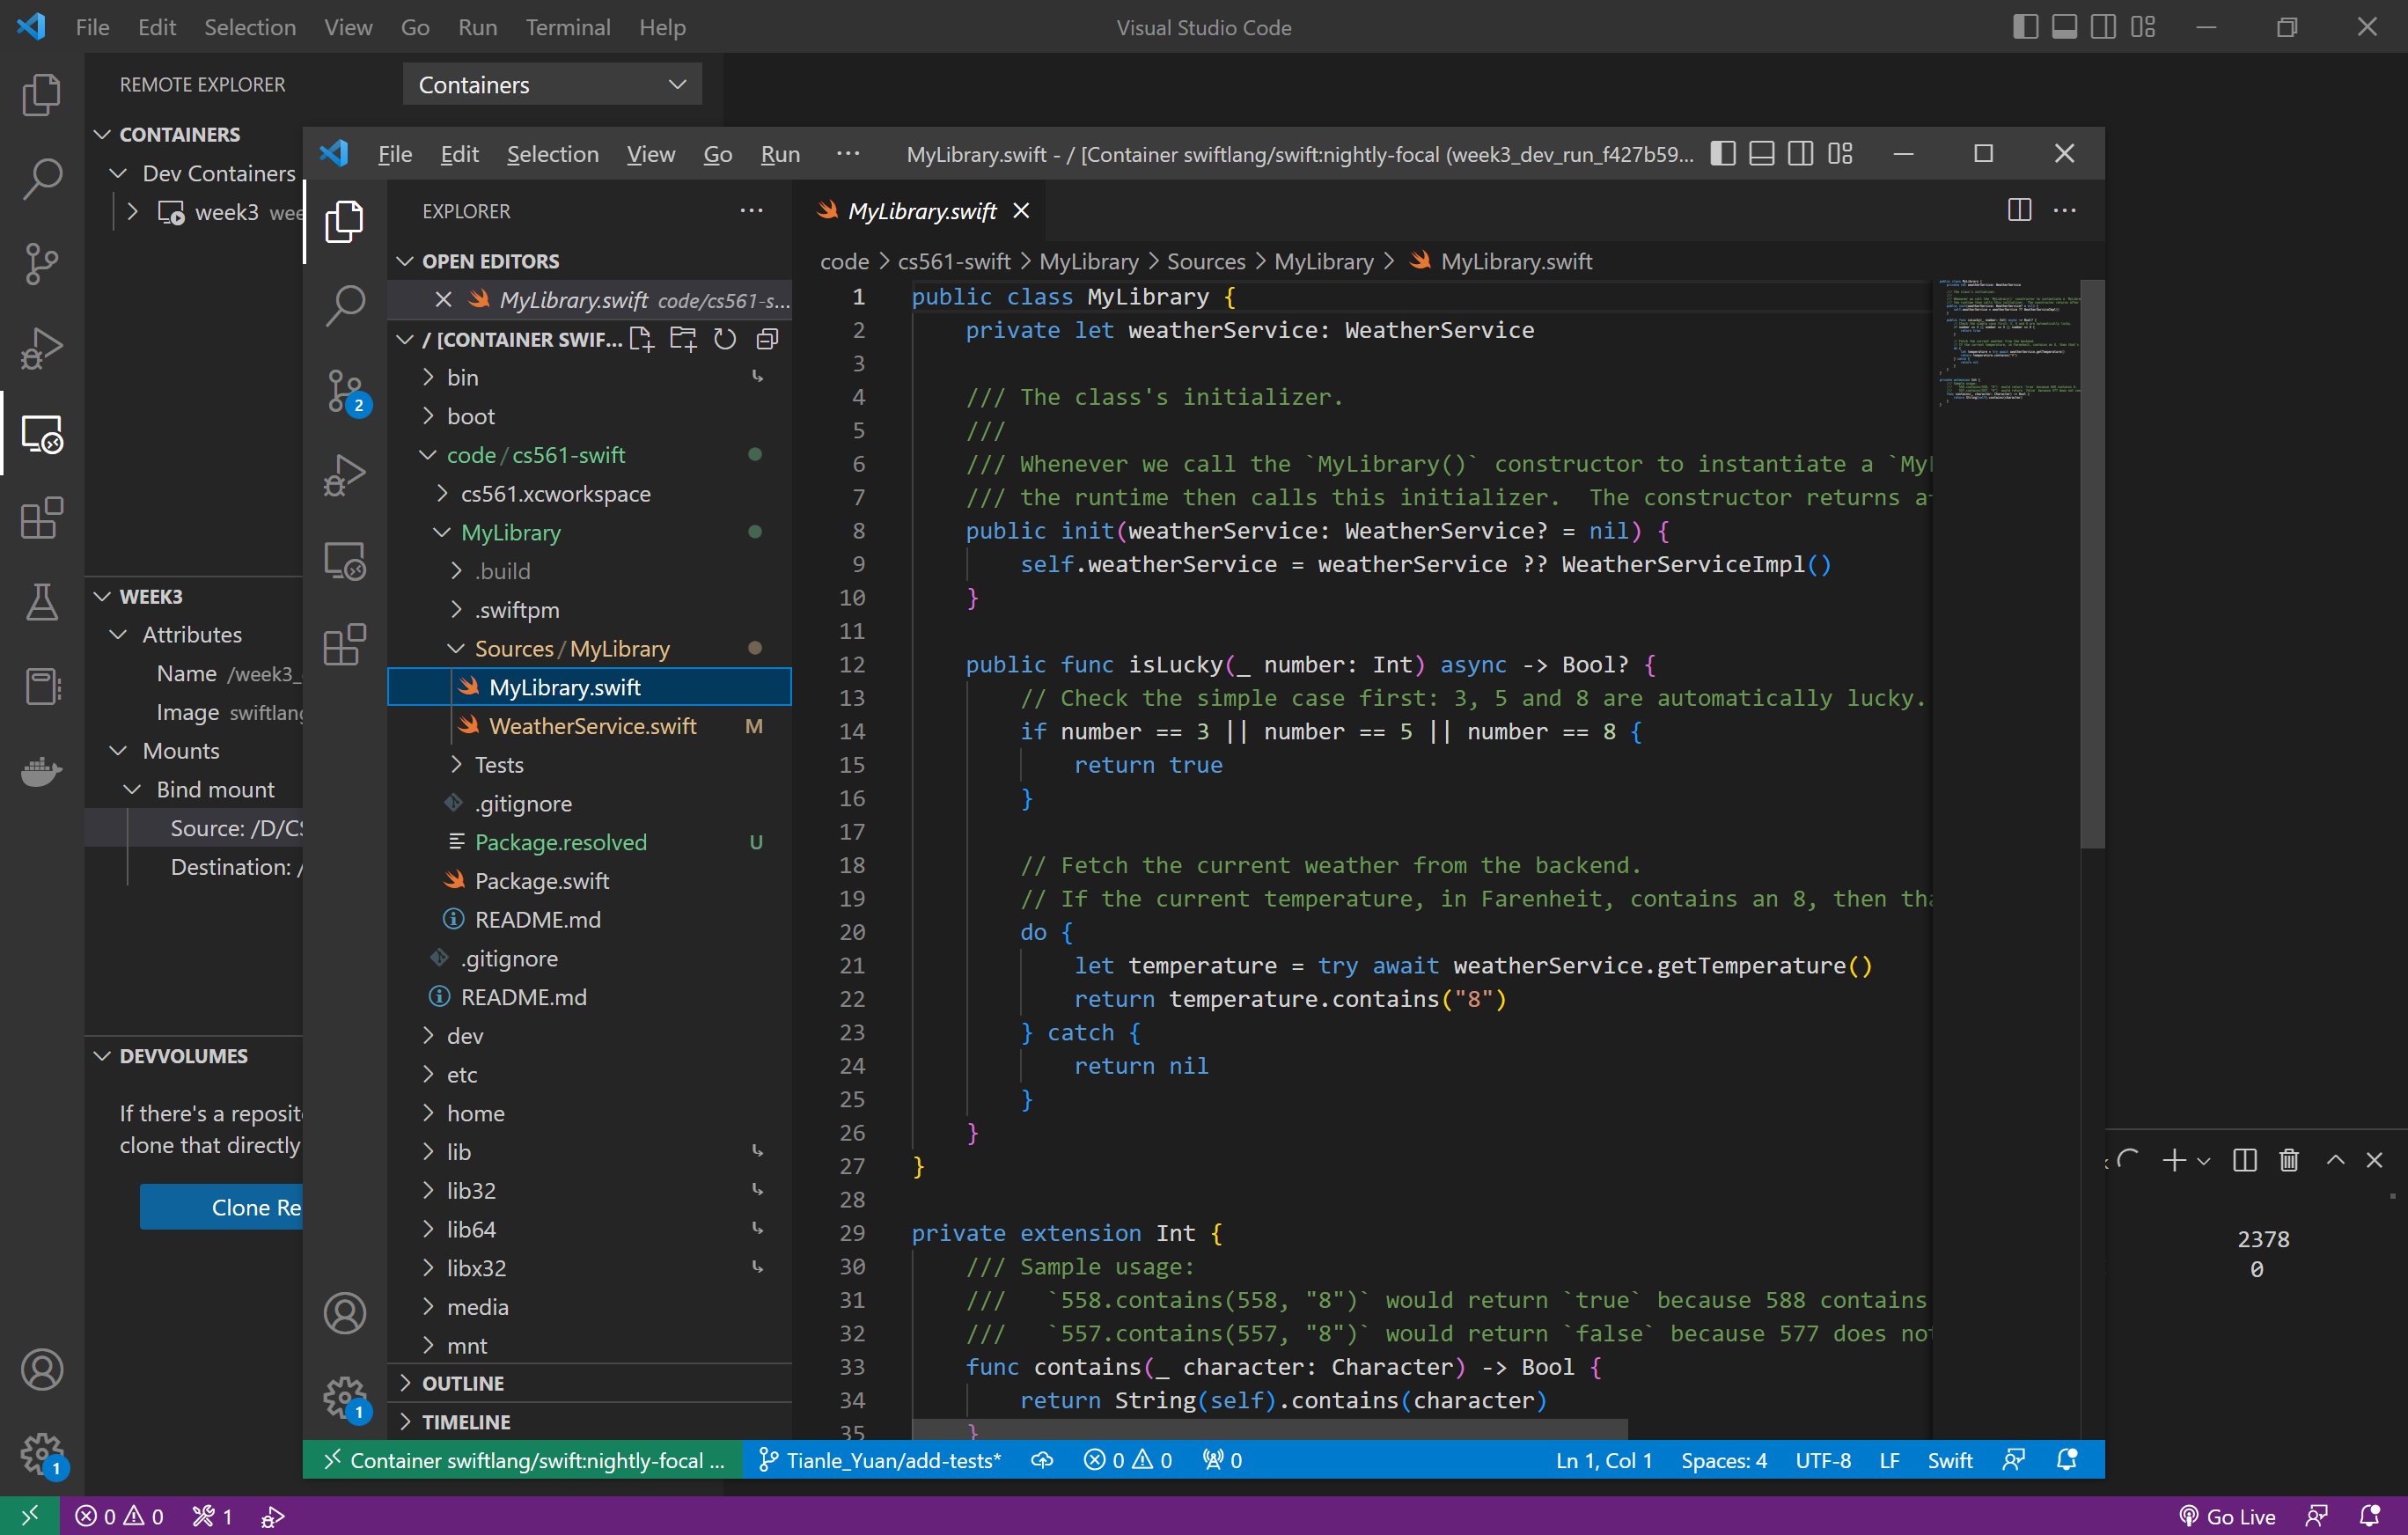 File Edit Selection View Go Run Terminal Help
Visual Studio Code
REMOTE EXPLORER
Containers
CONTAINERS
Dev Containers
week3 wee
WEEK3
Attributes
Name /week3_
Image swiftlang
Mounts
Bind mount
Source: /D/CS
Destination: /
DEVVOLUMES
If there's a reposito
clone that directly
Clone Re
1
File Edit Selection View Go Run ...
MyLibrary.swift - / [Container swiftlang/swift:nightly-focal (week3_dev_run_f427b59...
EXPLORER
OPEN EDITORS
MyLibrary.swift code/cs561-s...
/ [CONTAINER SWIF...
bin
boot
code / cs561-swift
cs561.xcworkspace
MyLibrary
.build
.swiftpm
Sources / MyLibrary
MyLibrary.swift
WeatherService.swift M
Tests
.gitignore
Package.resolved U
Package.swift
README.md
.gitignore
README.md
dev
etc
home
lib
lib32
lib64
libx32
media
mnt
OUTLINE
TIMELINE
2
1
MyLibrary.swift
code > cs561-swift > MyLibrary > Sources > MyLibrary > MyLibrary.swift
1 public class MyLibrary {
2 private let weatherService: WeatherService
3
4 /// The class's initializer.
5 ///
6 /// Whenever we call the `MyLibrary()` constructor to instantiate a `MyL
7 /// the runtime then calls this initializer.  The constructor returns af
8 public init(weatherService: WeatherService? = nil) {
9 self.weatherService = weatherService ?? WeatherServiceImpl()
10 }
11
12 public func isLucky(_ number: Int) async -> Bool? {
13 // Check the simple case first: 3, 5 and 8 are automatically lucky.
14 if number == 3 || number == 5 || number == 8 {
15 return true
16 }
17
18 // Fetch the current weather from the backend.
19 // If the current temperature, in Farenheit, contains an 8, then tha
20 do {
21 let temperature = try await weatherService.getTemperature()
22 return temperature.contains("8")
23 } catch {
24 return nil
25 }
26 }
27 }
28
29 private extension Int {
30 /// Sample usage:
31 ///   `558.contains(558, "8")` would return `true` because 588 contains
32 ///   `557.contains(557, "8")` would return `false` because 577 does not
33 func contains(_ character: Character) -> Bool {
34 return String(self).contains(character)
35 }
Container swiftlang/swift:nightly-focal ... Tianle_Yuan/add-tests* 0 0 0 Ln 1, Col 1 Spaces: 4 UTF-8 LF Swift
2378
0
0 0 1 Go Live